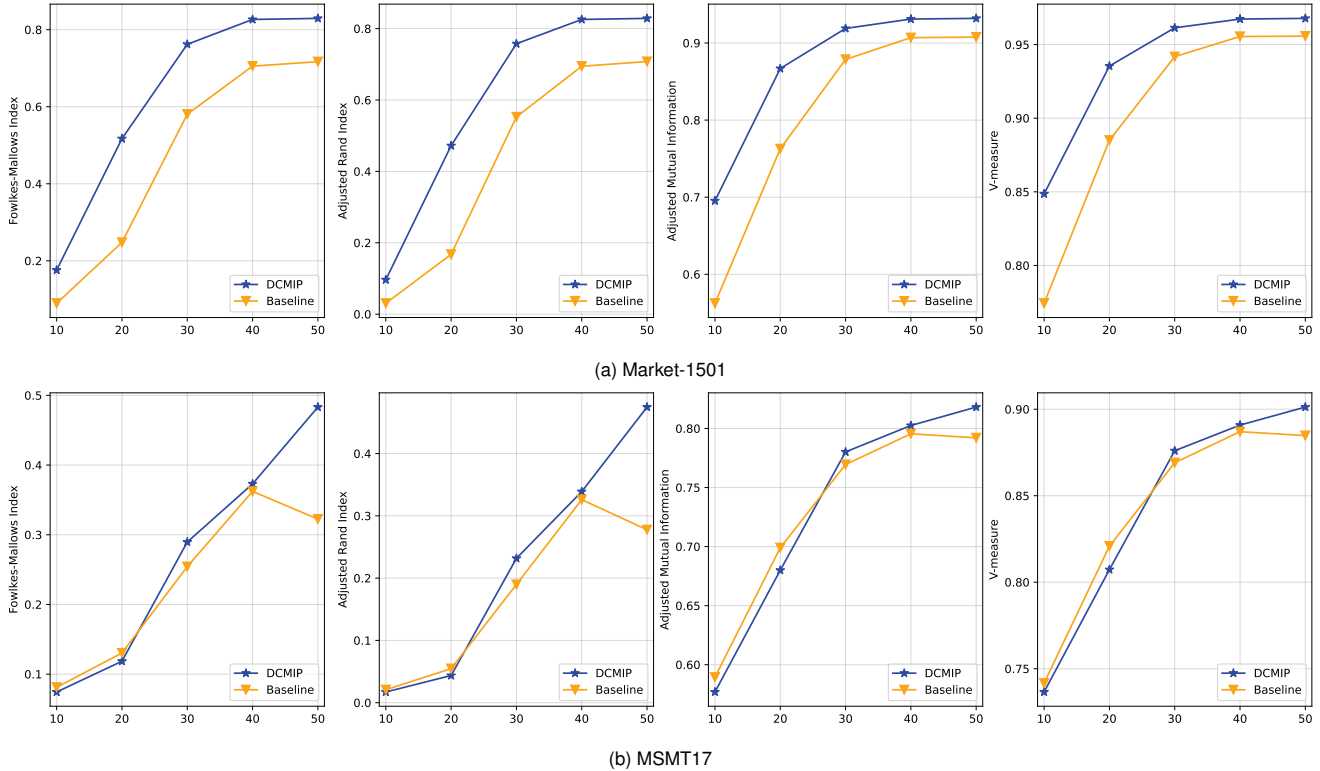 Fowlkes-Mallows Index
0.8
0.6
0.4
0.2
10 20 30 40 50
DCMIP
Baseline
Adjusted Rand Index
0.8
0.6
0.4
0.2
0.0
10 20 30 40 50
DCMIP
Baseline
Adjusted Mutual Information
0.9
0.8
0.7
0.6
10 20 30 40 50
DCMIP
Baseline
V-measure
0.95
0.90
0.85
0.80
10 20 30 40 50
DCMIP
Baseline
(a) Market-1501
Fowlkes-Mallows Index
0.5
0.4
0.3
0.2
0.1
10 20 30 40 50
DCMIP
Baseline
Adjusted Rand Index
0.4
0.3
0.2
0.1
0.0
10 20 30 40 50
DCMIP
Baseline
Adjusted Mutual Information
0.80
0.75
0.70
0.65
0.60
10 20 30 40 50
DCMIP
Baseline
V-measure
0.90
0.85
0.80
0.75
10 20 30 40 50
DCMIP
Baseline
(b) MSMT17